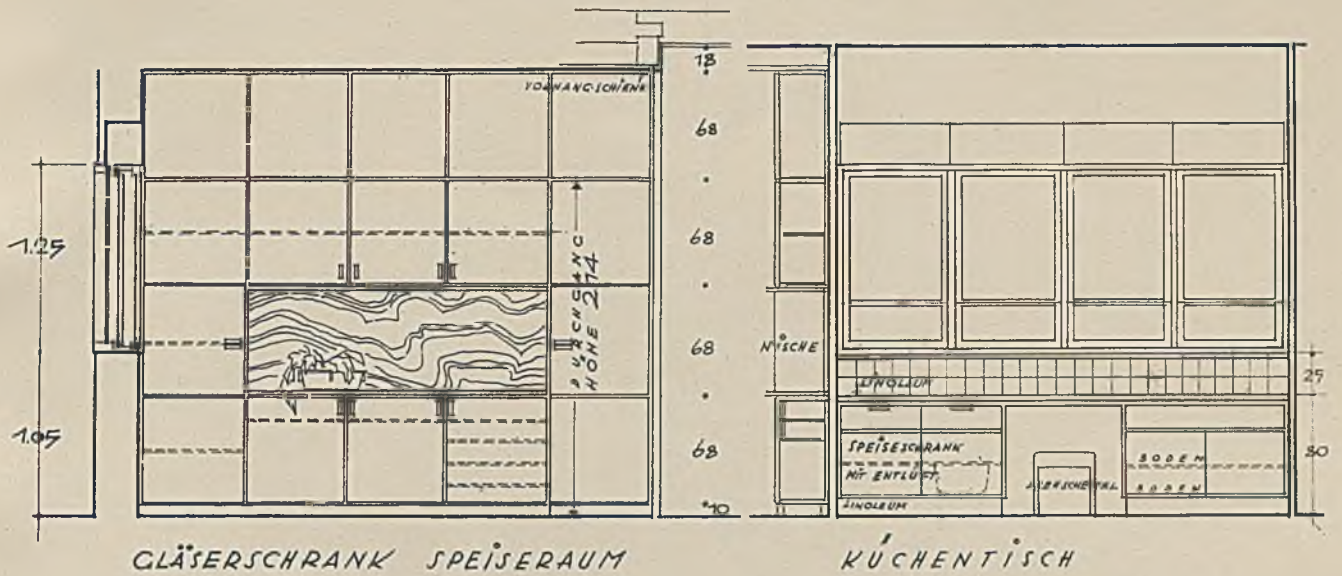 VORHANGSCHIENE
1.25
1.05
DURCHGANG
HÖHE 2 14
18
68
68
68
68
10
NISCHE
LINOLEUM
SPEISESCHRANK
MIT ENTLÜFT.
LINOLEUM
BODEN
BODEN
25
80
GLÄSERSCHRANK SPEISERAUM
KÜCHENTISCH